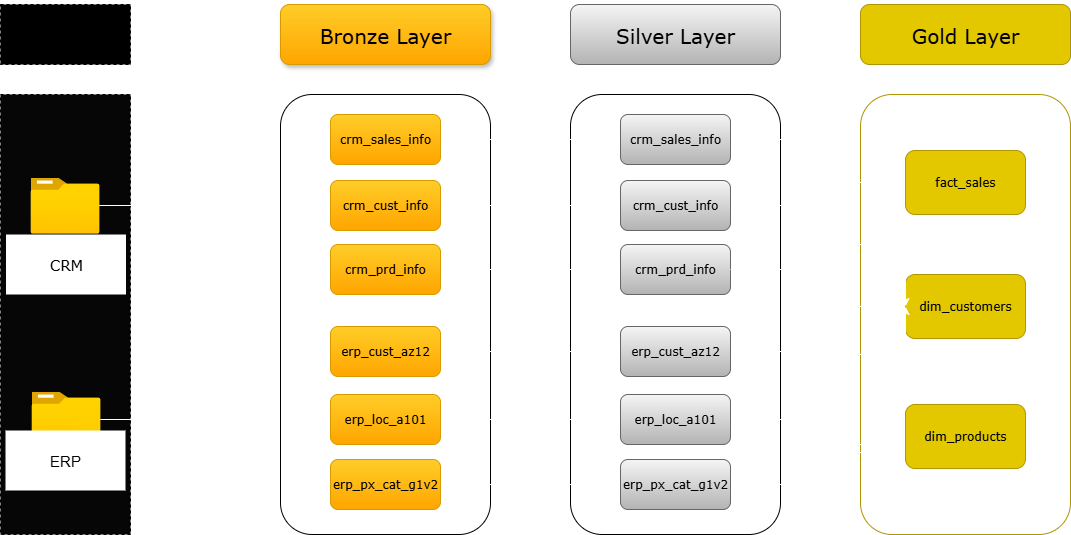 Bronze Layer
Silver Layer
Gold Layer
CRM
ERP
crm_sales_info
crm_cust_info
crm_prd_info
erp_cust_az12
erp_loc_a101
erp_px_cat_g1v2
crm_sales_info
crm_cust_info
crm_prd_info
erp_cust_az12
erp_loc_a101
erp_px_cat_g1v2
fact_sales
dim_customers
dim_products